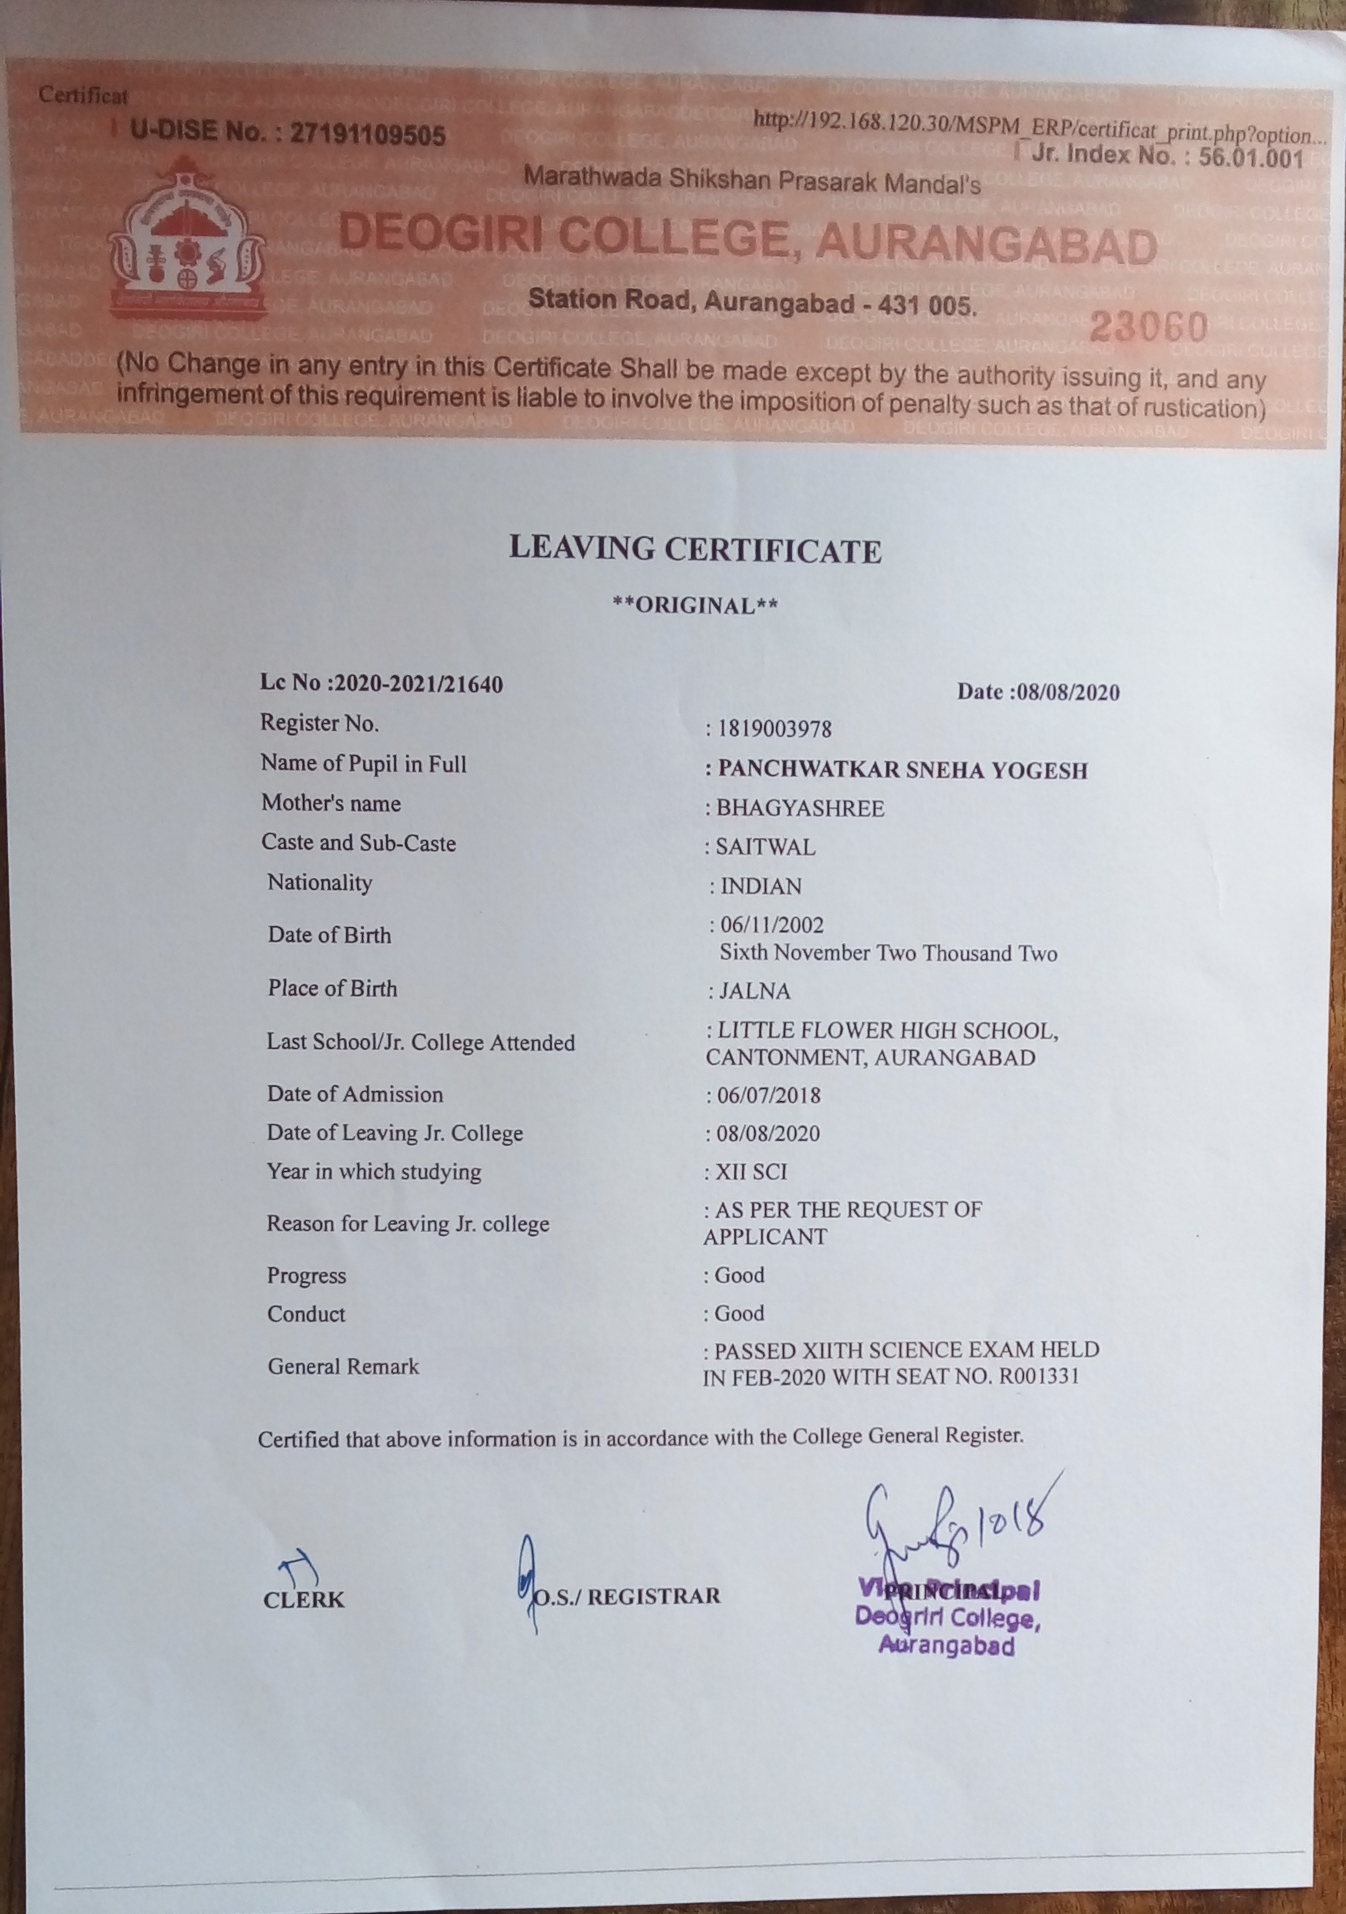 Certificat
http://192.168.120.30/MSPM_ERP/certificat_print.php?option...
U-DISE No. : 27191109505
Jr. Index No. : 56.01.001
Marathwada Shikshan Prasarak Mandal's
DEOGIRI COLLEGE, AURANGABAD
Station Road, Aurangabad - 431 005.
23060
(No Change in any entry in this Certificate Shall be made except by the authority issuing it, and any
infringement of this requirement is liable to involve the imposition of penalty such as that of rustication)
LEAVING CERTIFICATE
**ORIGINAL**
Lc No :2020-2021/21640 Date :08/08/2020
Register No. : 1819003978
Name of Pupil in Full : PANCHWATKAR SNEHA YOGESH
Mother's name : BHAGYASHREE
Caste and Sub-Caste : SAITWAL
Nationality : INDIAN
Date of Birth : 06/11/2002
Sixth November Two Thousand Two
Place of Birth : JALNA
Last School/Jr. College Attended : LITTLE FLOWER HIGH SCHOOL,
CANTONMENT, AURANGABAD
Date of Admission : 06/07/2018
Date of Leaving Jr. College : 08/08/2020
Year in which studying : XII SCI
Reason for Leaving Jr. college : AS PER THE REQUEST OF
APPLICANT
Progress : Good
Conduct : Good
General Remark : PASSED XIITH SCIENCE EXAM HELD
IN FEB-2020 WITH SEAT NO. R001331
Certified that above information is in accordance with the College General Register.
CLERK O.S./ REGISTRAR PRINCIPAL
Vice Principal
Deogriri College,
Aurangabad